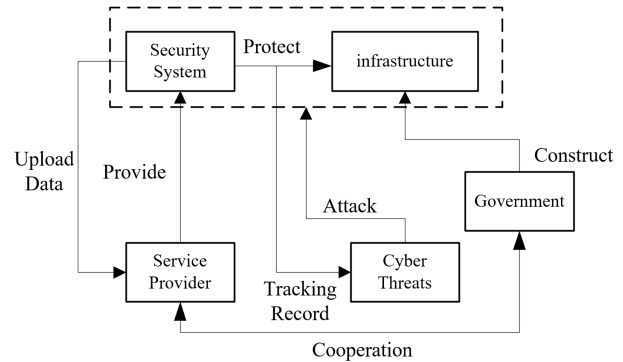 Security
System
Protect
infrastructure
Upload
Data
Provide
Construct
Government
Attack
Service
Provider
Cyber
Threats
Tracking
Record
Cooperation